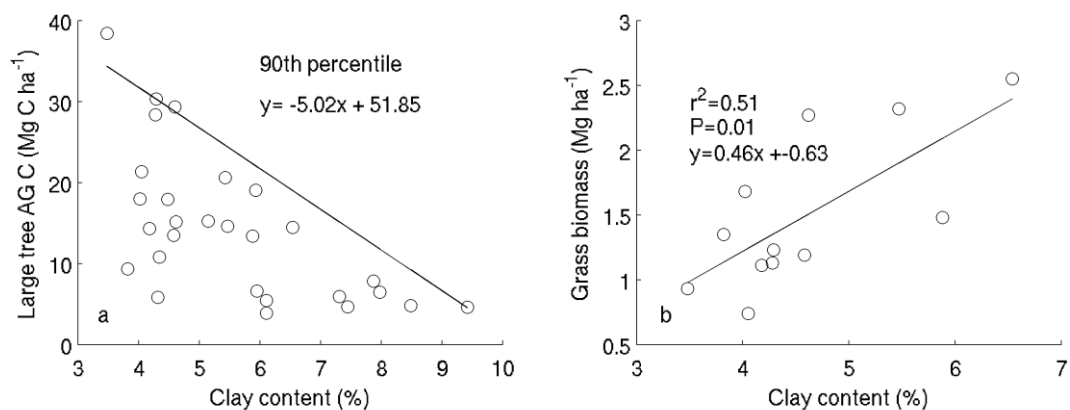 40
30
20
10
0
3
4
5
6
7
8
9
10
Large tree AG C (Mg C ha⁻¹)
Clay content (%)
90th percentile
y= -5.02x + 51.85
a
3
2.5
2
1.5
1
0.5
3
4
5
6
7
Grass biomass (Mg ha⁻¹)
Clay content (%)
r²=0.51
P=0.01
y=0.46x +-0.63
b